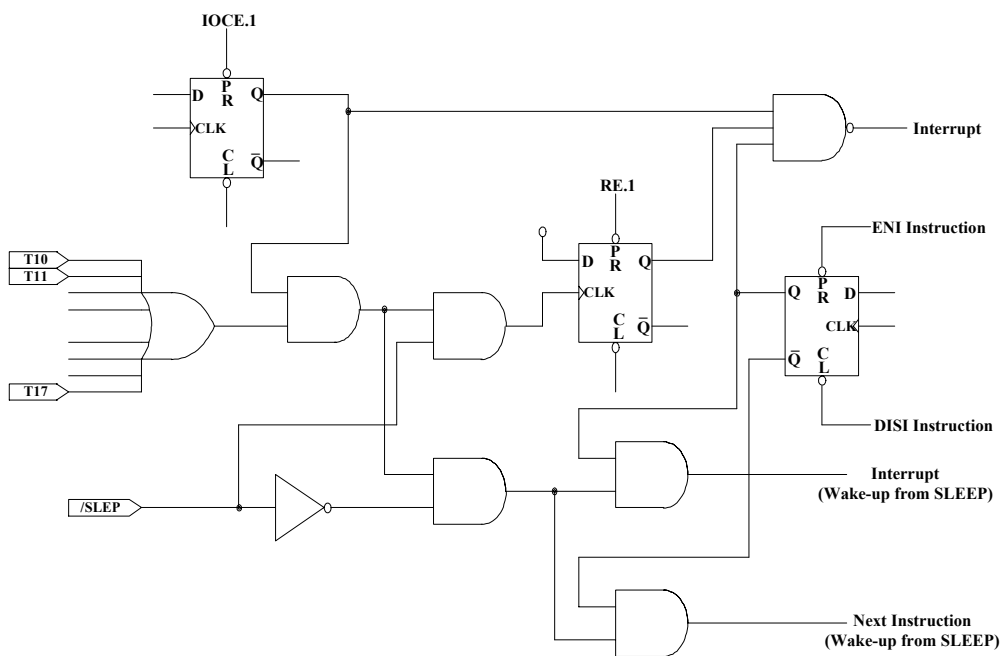 IOCE.1
D
P
R
Q
CLK
C
L
Q̅
Interrupt
RE.1
D
P
R
Q
CLK
C
L
Q̅
ENI Instruction
Q
P
R
D
CLK
Q̅
C
L
DISI Instruction
T10
T11
T17
/SLEP
Interrupt
(Wake-up from SLEEP)
Next Instruction
(Wake-up from SLEEP)